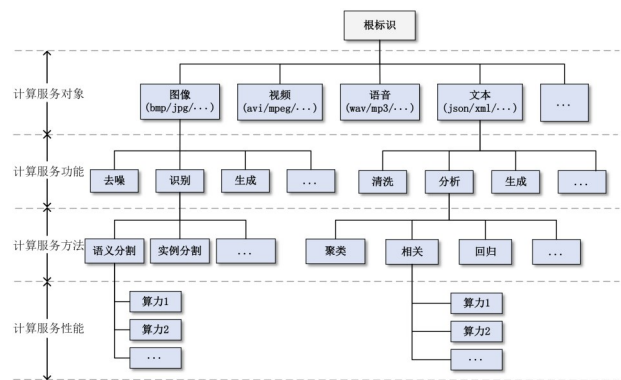 根标识
计算服务对象
图像
(bmp/jpg/...)
视频
(avi/mpeg/...)
语音
(wav/mp3/...)
文本
(json/xml/...)
...
计算服务功能
去噪
识别
生成
...
清洗
分析
生成
...
计算服务方法
语义分割
实例分割
...
聚类
相关
回归
...
计算服务性能
算力1
算力2
...
算力1
算力2
...